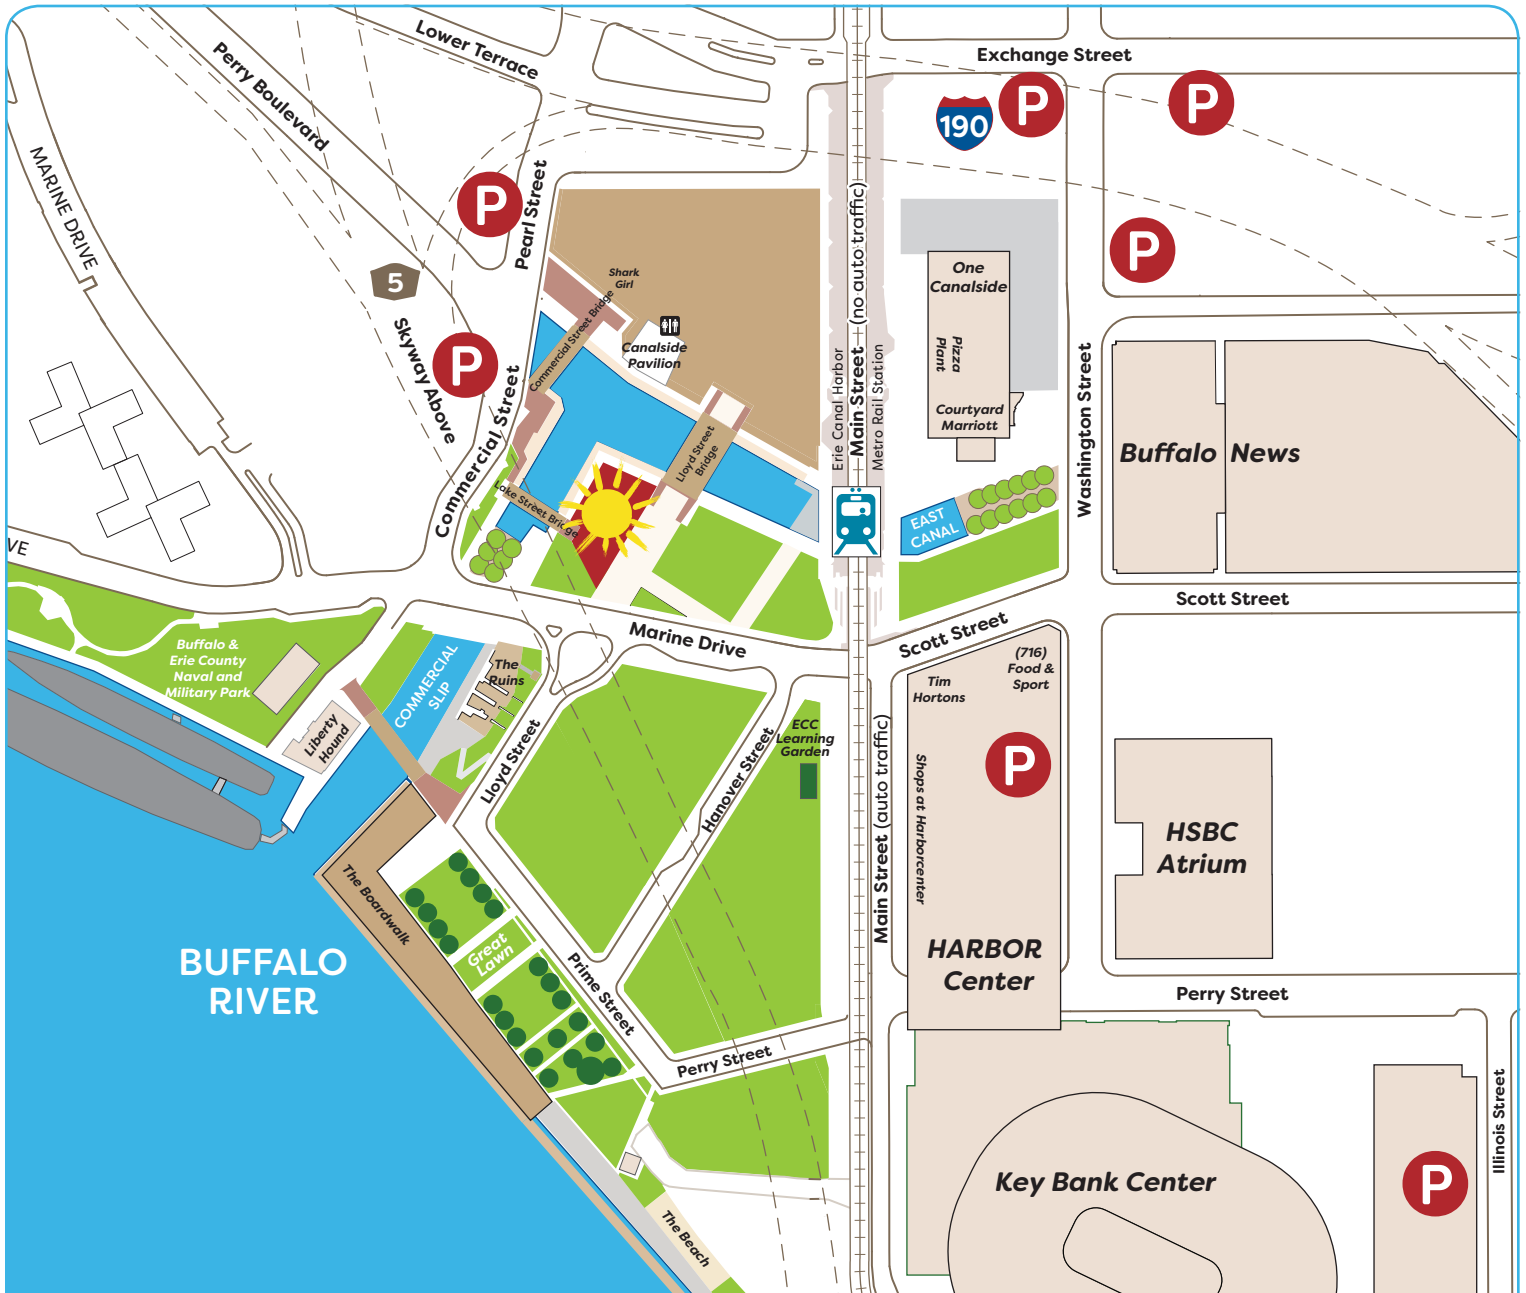 Lower Terrace
Exchange Street
Perry Boulevard
P
P
190
MARINE DRIVE
P
Pearl Street
P
5
Shark
Girl
One
Canalside
Commercial Street Bridge
Skyway Above
P
Canalside
Pavilion
Pizza
Plant
Main Street (no auto traffic)
Erie Canal Harbor
Metro Rail Station
Courtyard
Marriott
Washington Street
Commercial Street
Lloyd Street
Bridge
Buffalo News
Lake Street Bridge
EAST
CANAL
VE
Scott Street
Marine Drive
Scott Street
Buffalo &
Erie County
Naval and
Military Park
COMMERCIAL
SLIP
The
Ruins
(716)
Food &
Sport
Tim
Hortons
Liberty
Hound
Lloyd Street
Hanover Street
ECC
Learning
Garden
P
Shops at Harborcenter
Main Street (auto traffic)
HSBC
Atrium
The Boardwalk
Great
Lawn
BUFFALO
RIVER
HARBOR
Center
Prime Street
Perry Street
Perry Street
Illinois Street
Key Bank Center
P
The Beach